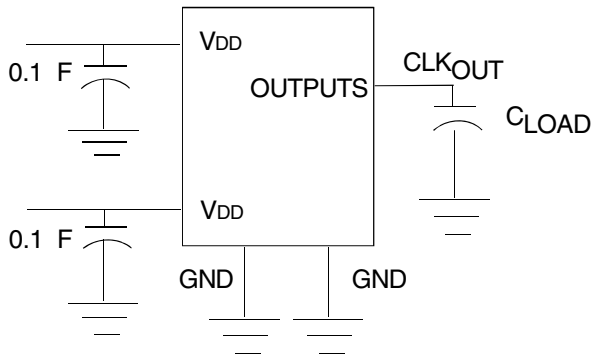 VDD
CLKOUT
0.1 F
OUTPUTS
CLOAD
VDD
0.1 F
GND
GND